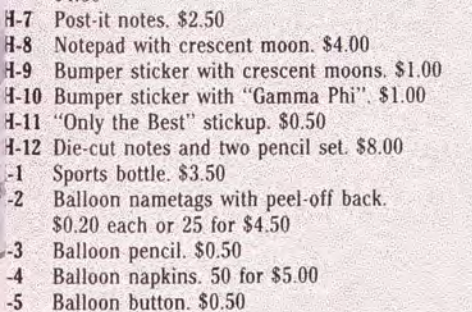 H-7 Post-it notes. $2.50
H-8 Notepad with crescent moon. $4.00
H-9 Bumper sticker with crescent moons. $1.00
H-10 Bumper sticker with "Gamma Phi". $1.00
H-11 "Only the Best" stickup. $0.50
H-12 Die-cut notes and two pencil set. $8.00
-1 Sports bottle. $3.50
-2 Balloon nametags with peel-off back.
$0.20 each or 25 for $4.50
-3 Balloon pencil. $0.50
-4 Balloon napkins. 50 for $5.00
-5 Balloon button. $0.50